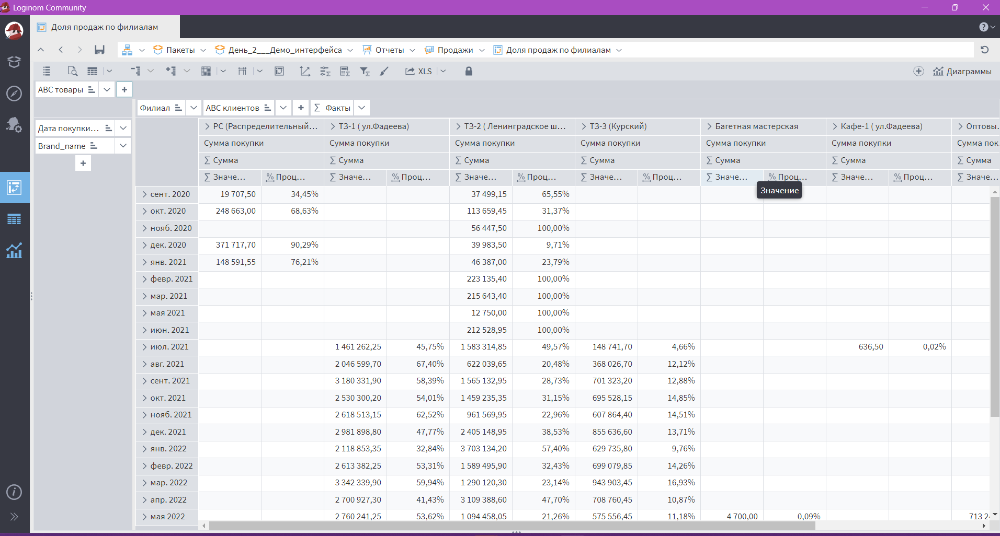 Loginom Community
Доля продаж по филиалам
Пакеты День_2___Демо_интерфейса Отчеты Продажи Доля продаж по филиалам
XLS Диаграммы
ABC товары
Филиал ABC клиентов Факты
Дата покупки...
Brand_name
РС (Распределительный... ТЗ-1 ( ул.Фадеева) ТЗ-2 ( Ленинградское ш... ТЗ-3 (Курский) Багетная мастерская Кафе-1 ( ул.Фадеева) Оптовы.
Сумма покупки Сумма покупки Сумма покупки Сумма покупки Сумма покупки Сумма покупки Сумма пок
∑ Сумма ∑ Сумма ∑ Сумма ∑ Сумма ∑ Сумма ∑ Сумма ∑ Сумма
∑ Значе... % Проц... ∑ Значе... % Проц... ∑ Значе... % Проц... ∑ Значе... % Проц... ∑ Значе... % Проц... ∑ Значе... % Проц... ∑ Значе...
Значение
сент. 2020 19 707,50 34,45% 37 499,15 65,55%
окт. 2020 248 663,00 68,63% 113 659,45 31,37%
нояб. 2020 56 447,50 100,00%
дек. 2020 371 717,70 90,29% 39 983,50 9,71%
янв. 2021 148 591,55 76,21% 46 387,00 23,79%
февр. 2021 223 135,40 100,00%
мар. 2021 215 643,40 100,00%
мая 2021 12 750,00 100,00%
июн. 2021 212 528,95 100,00%
июл. 2021 1 461 262,25 45,75% 1 583 314,85 49,57% 148 741,70 4,66% 636,50 0,02%
авг. 2021 2 046 599,70 67,40% 622 039,65 20,48% 368 026,70 12,12%
сент. 2021 3 180 331,90 58,39% 1 565 132,95 28,73% 701 323,20 12,88%
окт. 2021 2 530 300,20 54,01% 1 459 235,35 31,15% 695 528,15 14,85%
нояб. 2021 2 618 513,15 62,52% 961 569,95 22,96% 607 864,40 14,51%
дек. 2021 2 981 898,80 47,77% 2 405 148,95 38,53% 855 636,60 13,71%
янв. 2022 2 118 853,35 32,84% 3 703 134,20 57,40% 629 735,80 9,76%
февр. 2022 2 613 382,25 53,31% 1 589 495,90 32,43% 699 079,85 14,26%
мар. 2022 3 342 339,90 59,94% 1 290 120,30 23,14% 943 903,45 16,93%
апр. 2022 2 700 927,30 41,43% 3 109 388,60 47,70% 708 760,45 10,87%
мая 2022 2 760 241,25 53,62% 1 094 458,05 21,26% 575 556,45 11,18% 4 700,00 0,09% 713 2